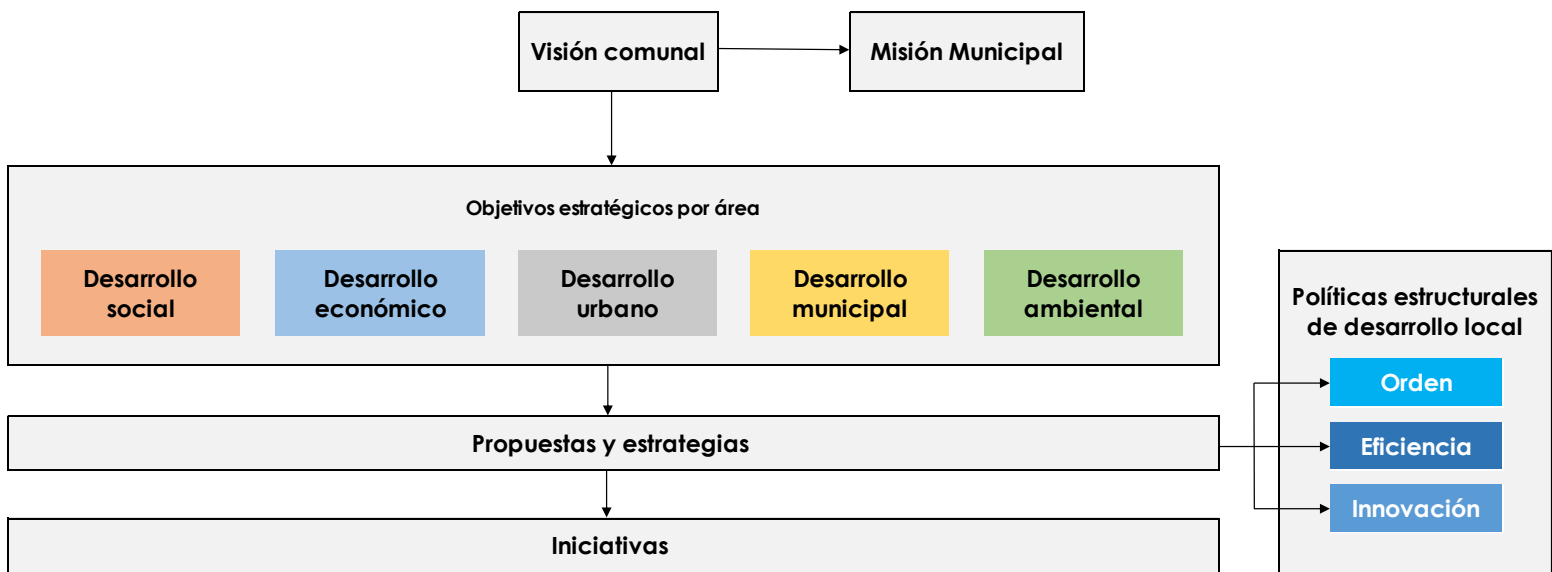 Visión comunal
Misión Municipal
Objetivos estratégicos por área
Desarrollo
social
Desarrollo
económico
Desarrollo
urbano
Desarrollo
municipal
Desarrollo
ambiental
Políticas estructurales
de desarrollo local
Orden
Eficiencia
Innovación
Propuestas y estrategias
Iniciativas